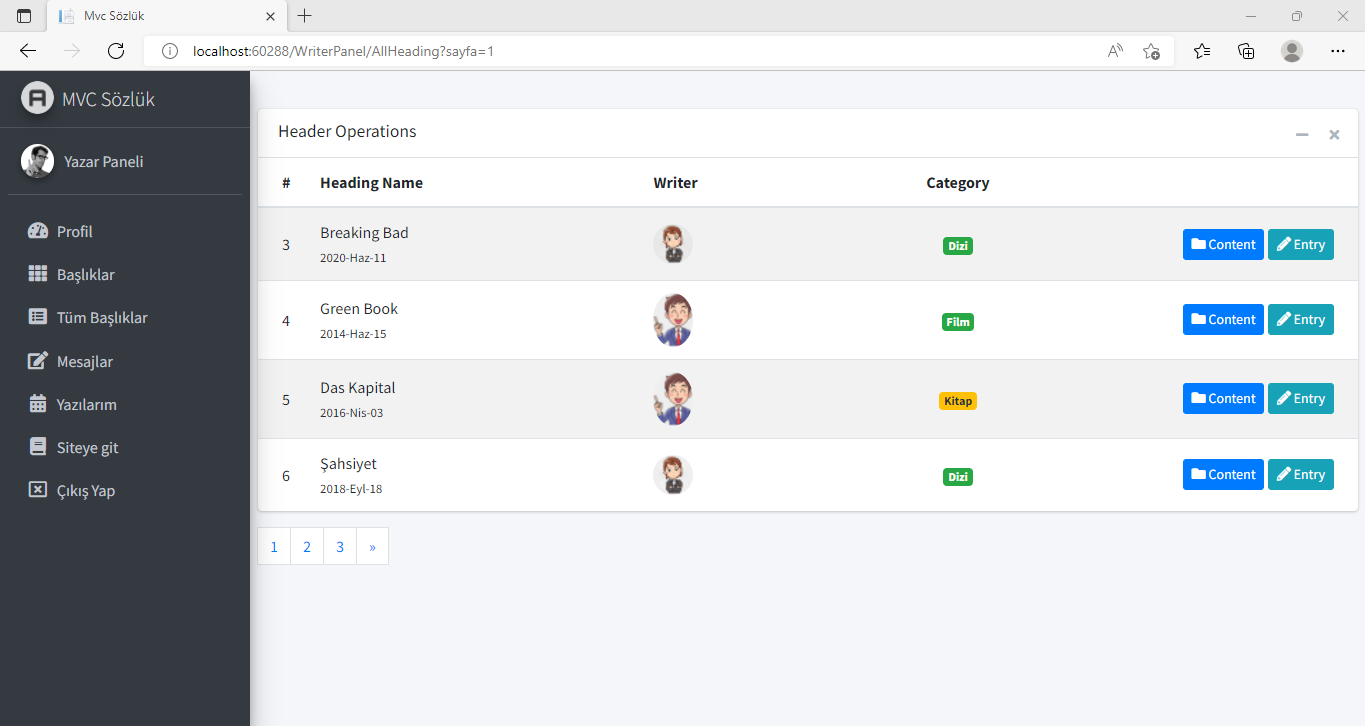 Mvc Sözlük
localhost:60288/WriterPanel/AllHeading?sayfa=1
MVC Sözlük
Yazar Paneli
Profil
Başlıklar
Tüm Başlıklar
Mesajlar
Yazılarım
Siteye git
Çıkış Yap
Header Operations
# Heading Name Writer Category
3 Breaking Bad Dizi Content Entry
2020-Haz-11
4 Green Book Film Content Entry
2014-Haz-15
5 Das Kapital Kitap Content Entry
2016-Nis-03
6 Şahsiyet Dizi Content Entry
2018-Eyl-18
1 2 3 »